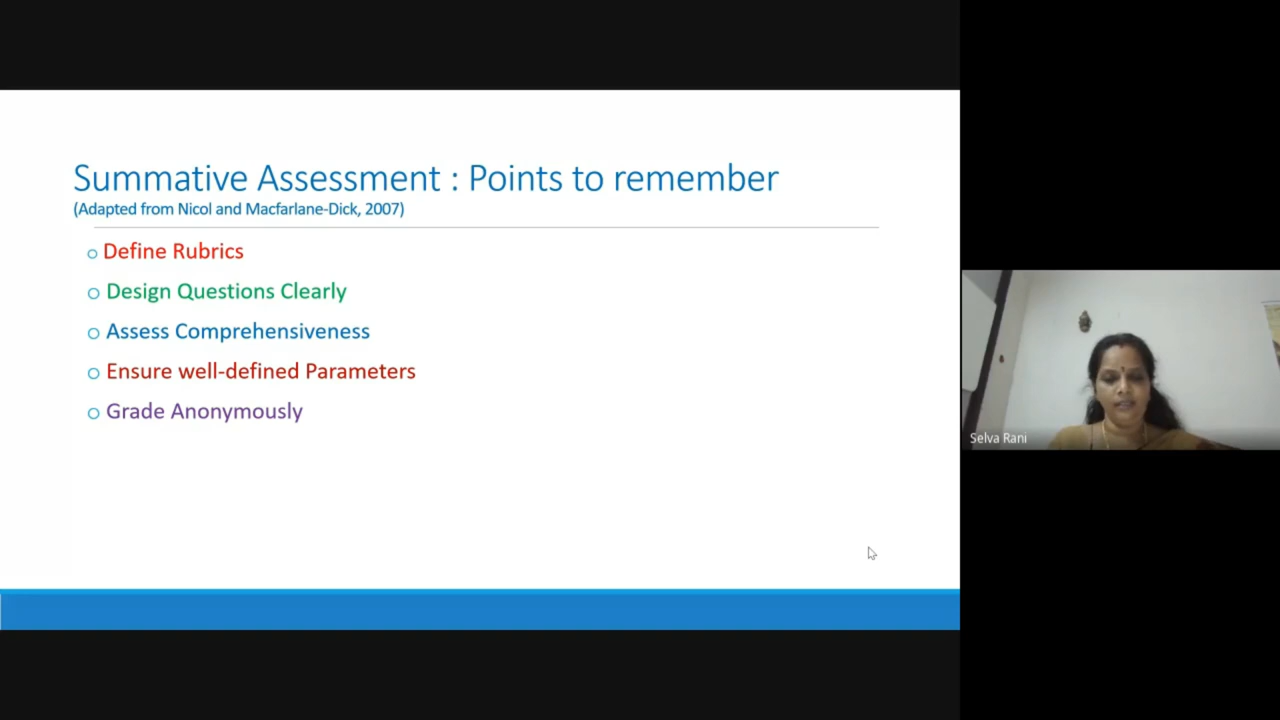 Summative Assessment : Points to remember
(Adapted from Nicol and Macfarlane-Dick, 2007)
Define Rubrics
Design Questions Clearly
Assess Comprehensiveness
Ensure well-defined Parameters
Grade Anonymously
Selva Rani